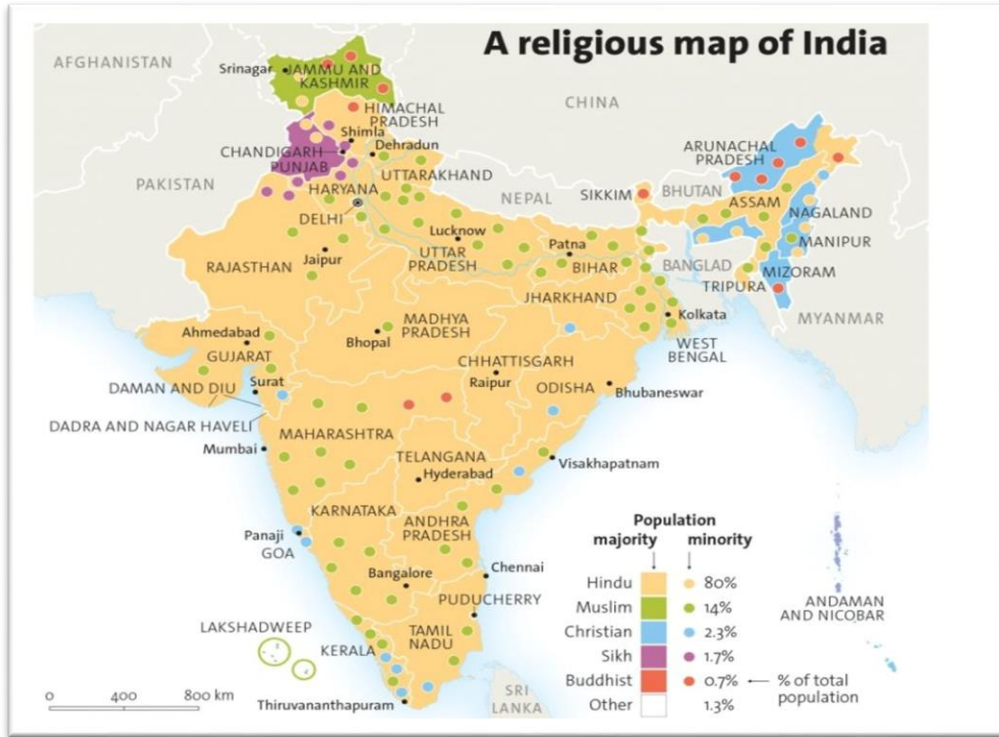 A religious map of India
AFGHANISTAN
Srinagar
JAMMU AND
KASHMIR
CHINA
HIMACHAL
PRADESH
Shimla
Dehradun
CHANDIGARH
PUNJAB
ARUNACHAL
PRADESH
PAKISTAN
HARYANA
UTTARAKHAND
NEPAL
SIKKIM
BHUTAN
ASSAM
NAGALAND
DELHI
Lucknow
Patna
MANIPUR
Jaipur
RAJASTHAN
UTTAR
PRADESH
BIHAR
BANGLAD
MIZORAM
TRIPURA
JHARKHAND
MADHYA
PRADESH
Kolkata
MYANMAR
Ahmedabad
Bhopal
WEST
BENGAL
GUJARAT
CHHATTISGARH
Raipur
DAMAN AND DIU
Surat
ODISHA
Bhubaneswar
DADRA AND NAGAR HAVELI
MAHARASHTRA
Mumbai
TELANGANA
Hyderabad
Visakhapatnam
KARNATAKA
ANDHRA
PRADESH
Panaji
GOA
Bangalore
Chennai
PUDUCHERRY
LAKSHADWEEP
KERALA
TAMIL
NADU
Thiruvananthapuram
SRI
LANKA
ANDAMAN
AND NICOBAR
Population
majority minority
Hindu 80%
Muslim 14%
Christian 2.3%
Sikh 1.7%
Buddhist 0.7% % of total
population
Other 1.3%
0 400 800 km